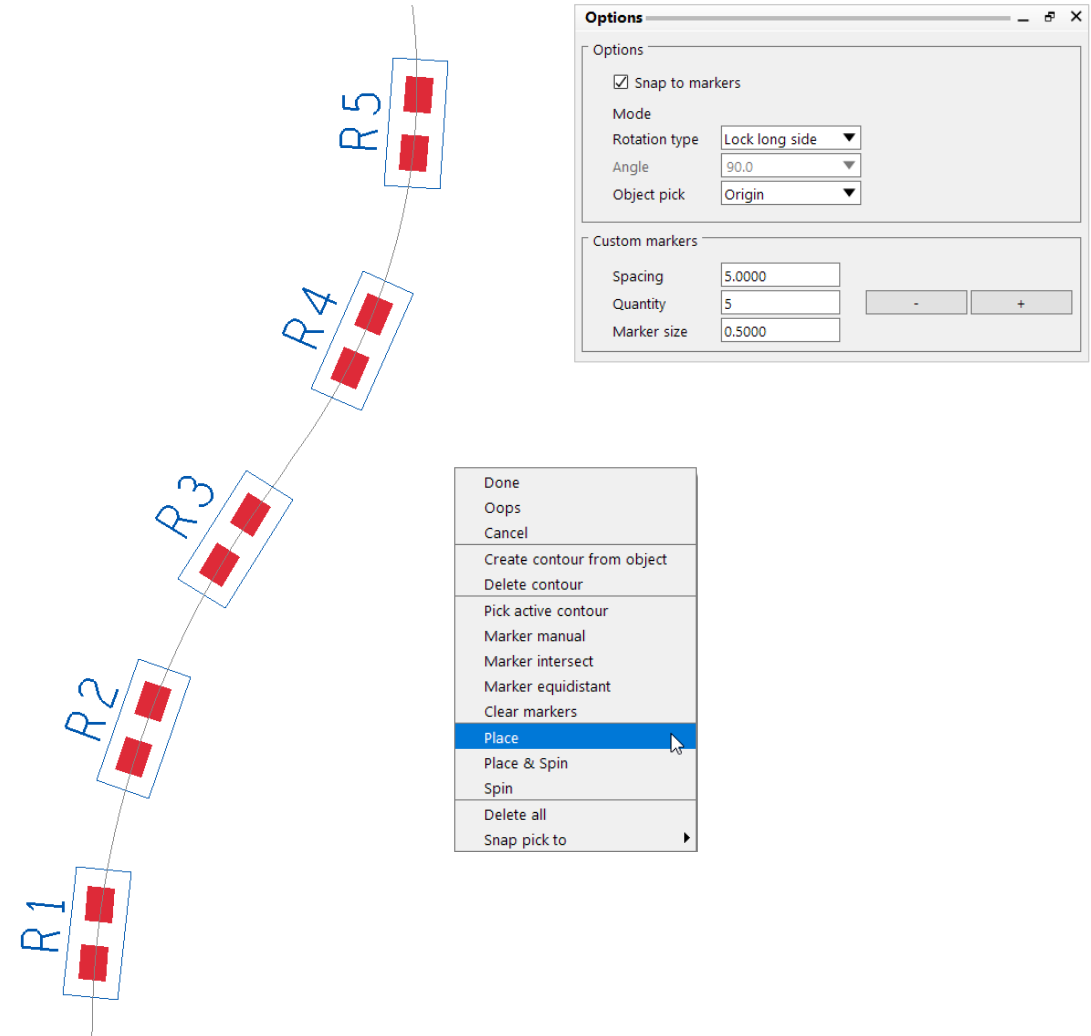 Options
Options
Snap to markers
Mode
Rotation type Lock long side
Angle 90.0
Object pick Origin
Custom markers
Spacing 5.0000
Quantity 5 - +
Marker size 0.5000
R5
R4
R3
R2
R1
Done
Oops
Cancel
Create contour from object
Delete contour
Pick active contour
Marker manual
Marker intersect
Marker equidistant
Clear markers
Place
Place & Spin
Spin
Delete all
Snap pick to